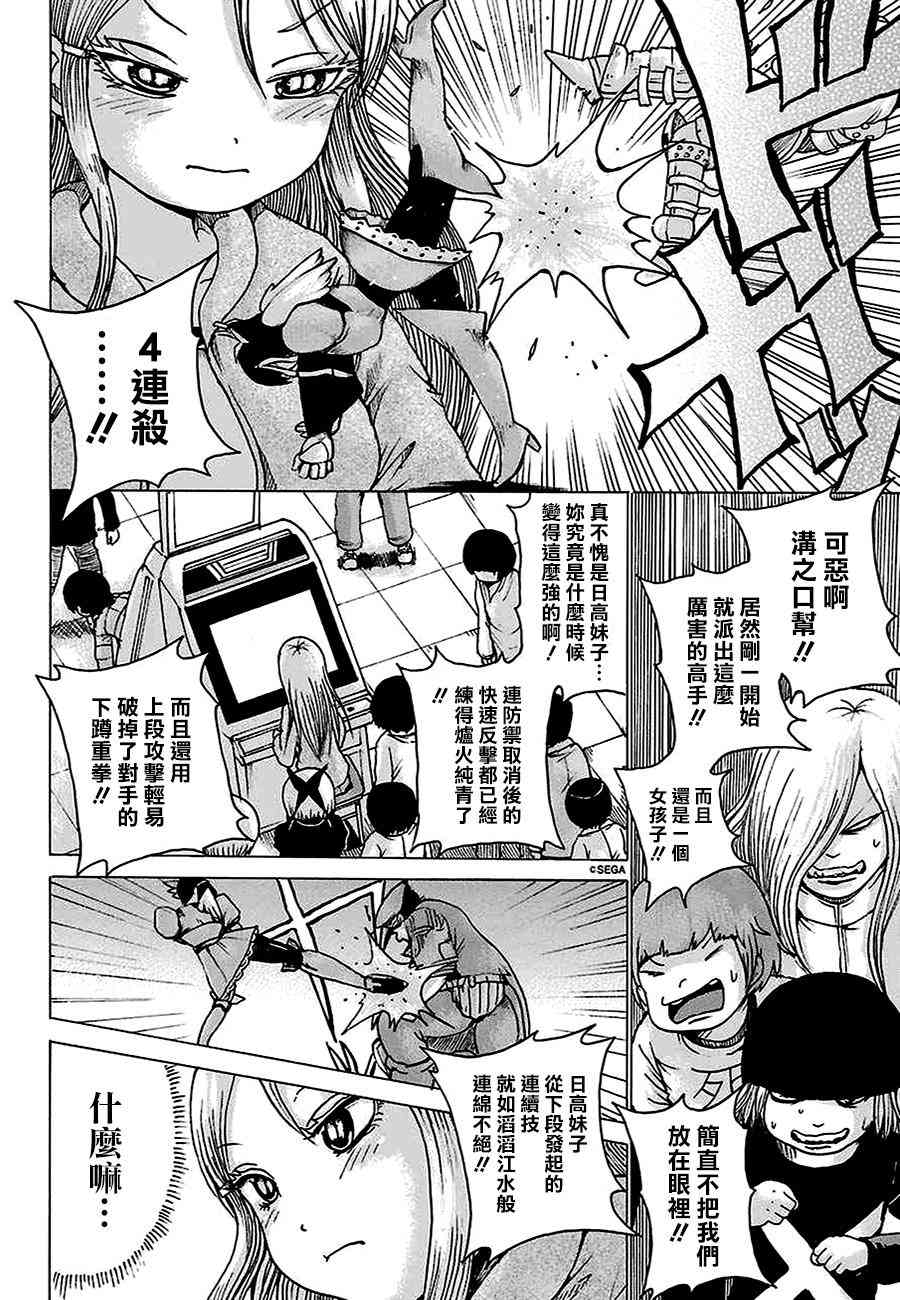 ガガ
4連殺
……!!
可惡啊
溝之口幫!!
居然剛一開始
就派出這麼
厲害的高手!!
而且
還是一個
女孩子!!
簡直不把我們
放在眼裡!!
真不愧是日高妹子…
妳究竟是什麼時候
變得這麼強的啊!
連防禦取消後的
快速反擊都已經
練得爐火純青了
!!
而且還用
上段攻擊輕易
破掉了對手的
下蹲重拳!!
©SEGA
日高妹子
從下段發起的
連續技
就如滔滔江水般
連綿不絕!!
什麼嘛…